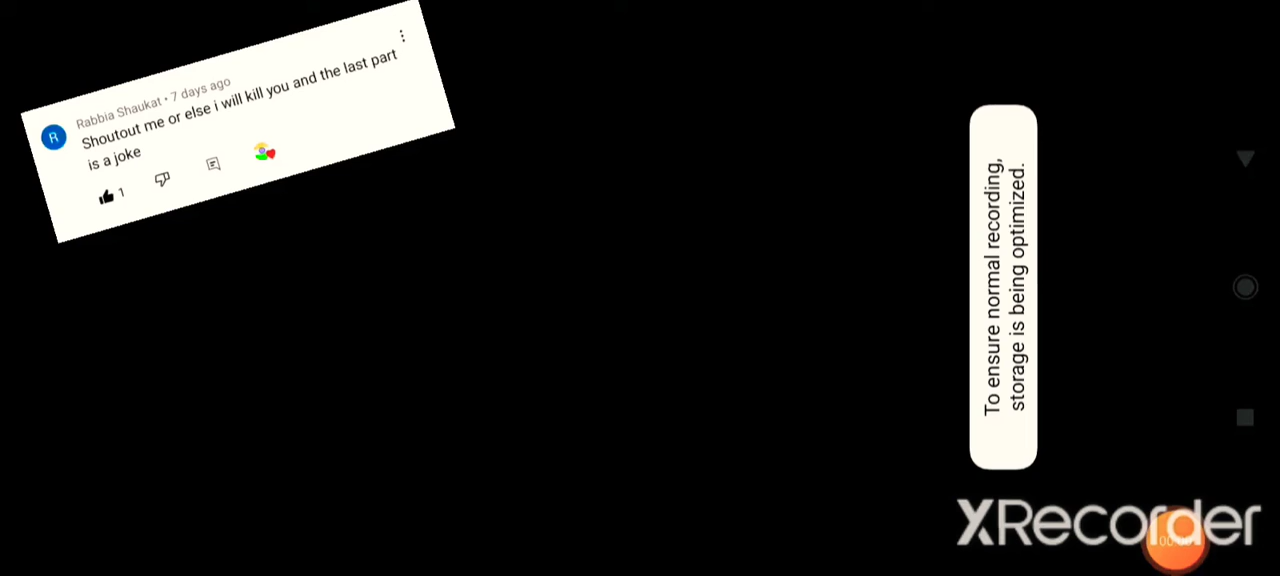 Rabbia Shaukat • 7 days ago
Shoutout me or else i will kill you and the last part
is a joke
1
R
To ensure normal recording,
storage is being optimized.
XRecorder